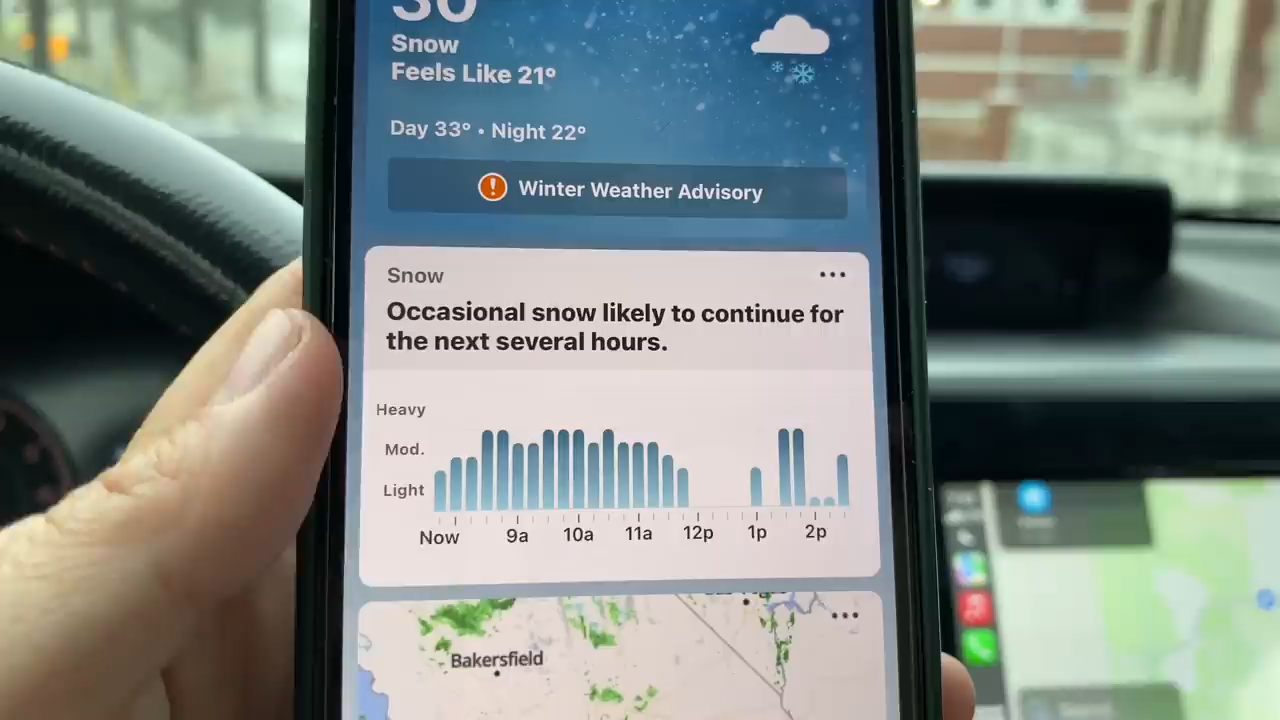 30
Snow
Feels Like 21°
Day 33° • Night 22°
Winter Weather Advisory
Snow
Occasional snow likely to continue for
the next several hours.
Heavy
Mod.
Light
Now 9a 10a 11a 12p 1p 2p
Bakersfield